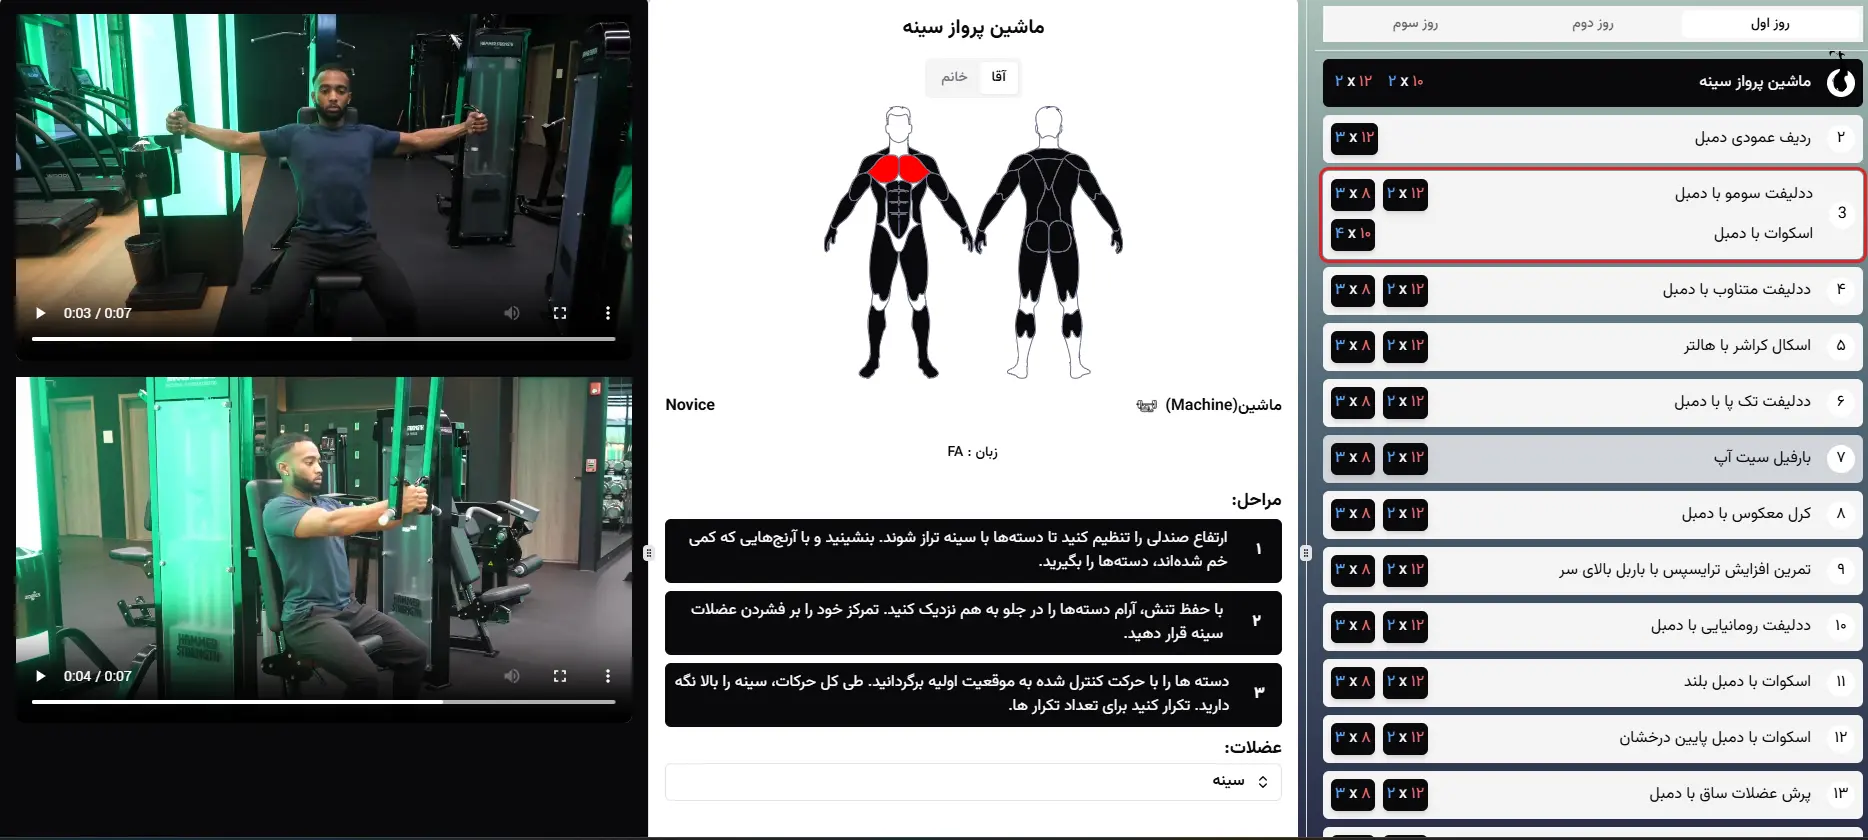 روز اول
روز دوم
روز سوم
ماشین پرواز سینه
۲ x ۱۲ ۲ x ۱۰
۲
ردیف عمودی دمبل
۳ x ۱۲
3
ددلیفت سومو با دمبل
۳ x ۸ ۲ x ۱۲
اسکوات با دمبل
۴ x ۱۰
۴
ددلیفت متناوب با دمبل
۳ x ۸ ۲ x ۱۲
۵
اسکال کراشر با هالتر
۳ x ۸ ۲ x ۱۲
۶
ددلیفت تک پا با دمبل
۳ x ۸ ۲ x ۱۲
۷
بارفیل سیت آپ
۳ x ۸ ۲ x ۱۲
۸
کرل معکوس با دمبل
۳ x ۸ ۲ x ۱۲
۹
تمرین افزایش ترایسپس با باربل بالای سر
۳ x ۸ ۲ x ۱۲
۱۰
ددلیفت رومانیایی با دمبل
۳ x ۸ ۲ x ۱۲
۱۱
اسکوات با دمبل بلند
۳ x ۸ ۲ x ۱۲
۱۲
اسکوات با دمبل پایین درخشان
۳ x ۸ ۲ x ۱۲
۱۳
پرش عضلات ساق با دمبل
۳ x ۸ ۲ x ۱۲
ماشین پرواز سینه
آقا
خانم
ماشین(Machine)
Novice
زبان : FA
مراحل:
۱
ارتفاع صندلی را تنظیم کنید تا دسته‌ها با سینه تراز شوند. بنشینید و با آرنج‌هایی که کمی
خم شده‌اند، دسته‌ها را بگیرید.
۲
با حفظ تنش، آرام دسته‌ها را در جلو به هم نزدیک کنید. تمرکز خود را بر فشردن عضلات
سینه قرار دهید.
۳
دسته ها را با حرکت کنترل شده به موقعیت اولیه برگردانید. طی کل حرکات، سینه را بالا نگه
دارید. تکرار کنید برای تعداد تکرار ها.
عضلات:
سینه
0:03 / 0:07
HAMMER
STRENGTH
0:04 / 0:07